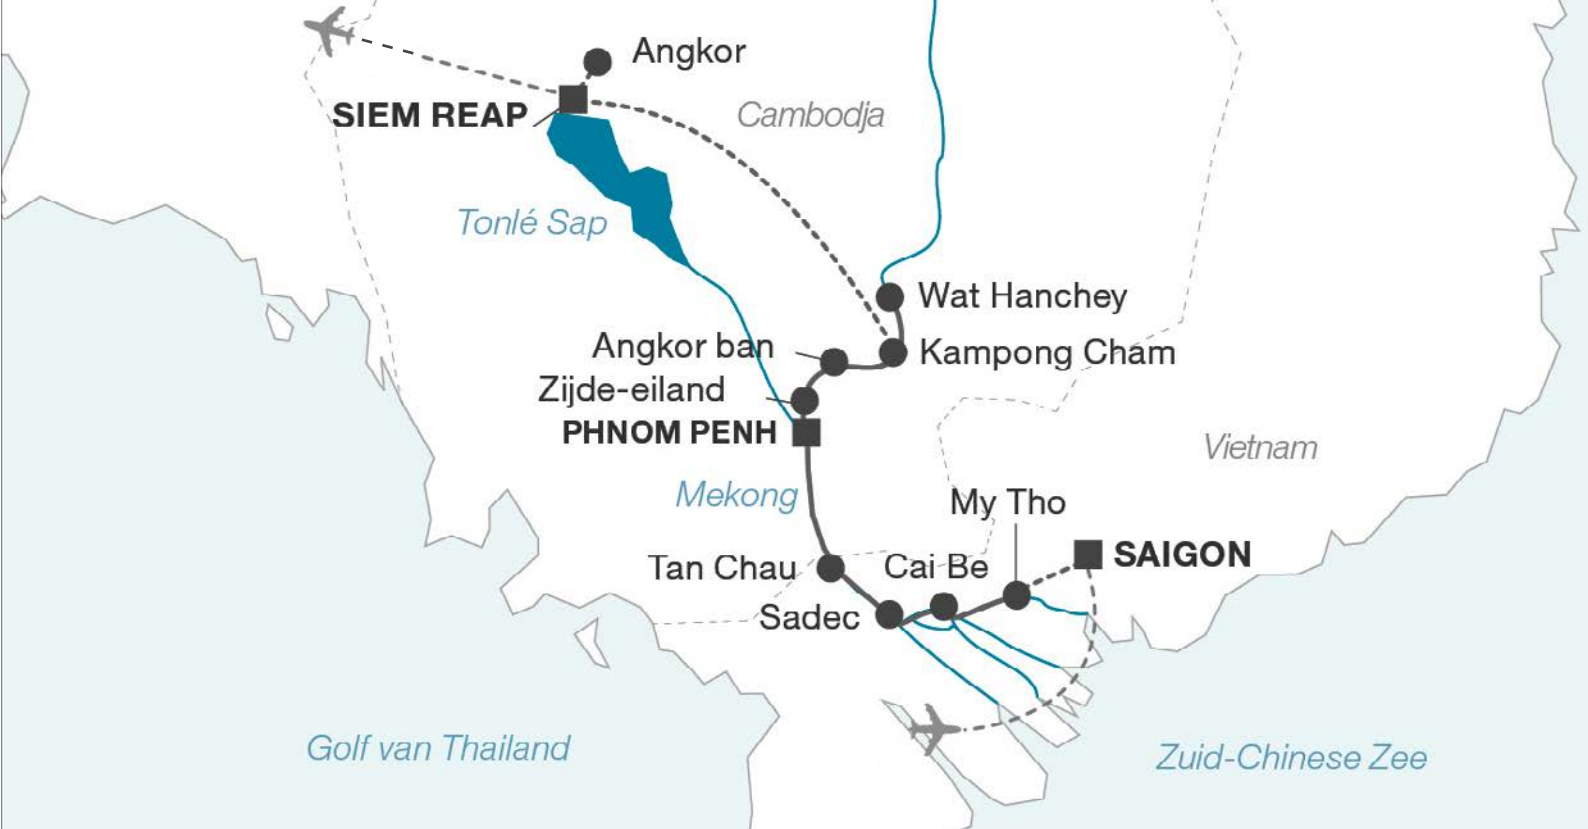 Angkor
SIEM REAP
Cambodja
Tonlé Sap
Wat Hanchey
Angkor ban
Kampong Cham
Zijde-eiland
PHNOM PENH
Vietnam
Mekong
My Tho
SAIGON
Tan Chau
Cai Be
Sadec
Golf van Thailand
Zuid-Chinese Zee